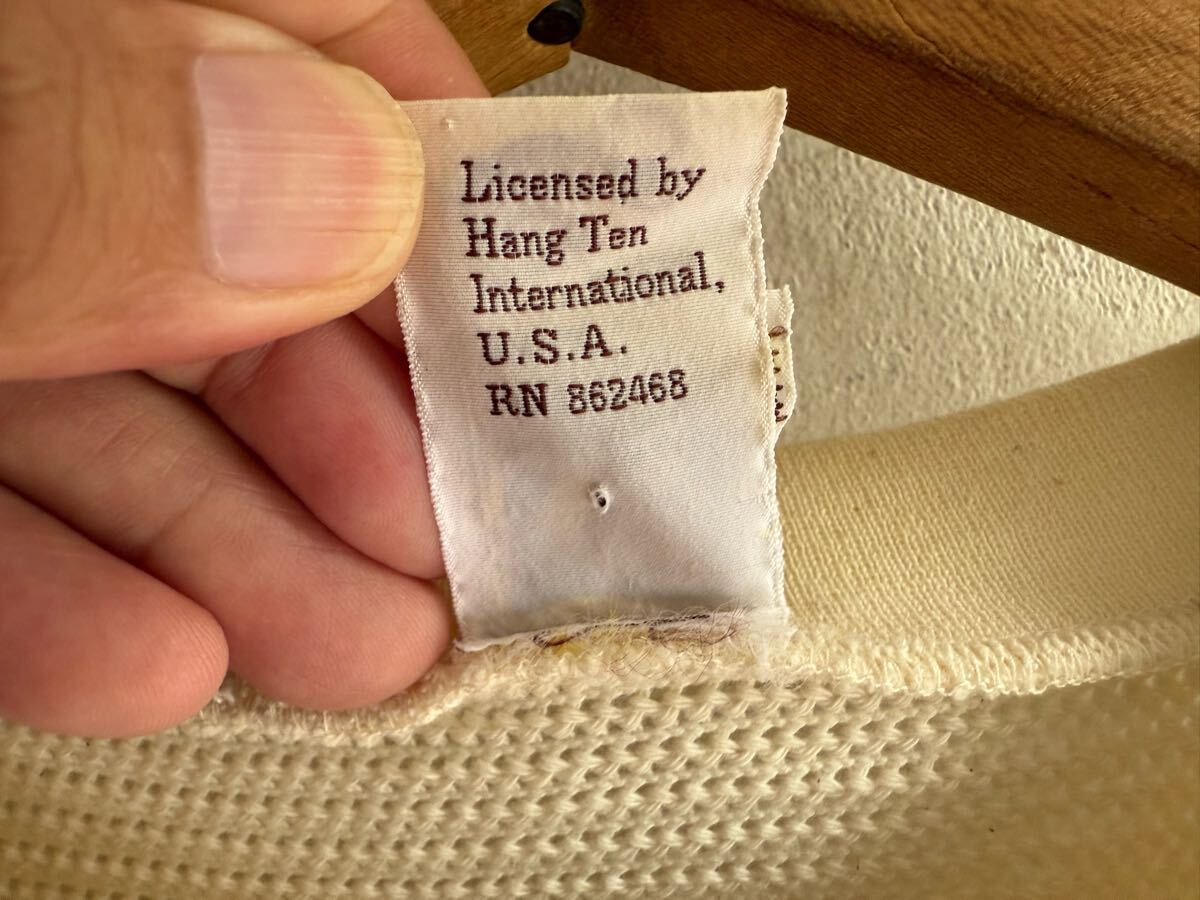 Licensed by
Hang Ten
International,
U.S.A.
RN 862468